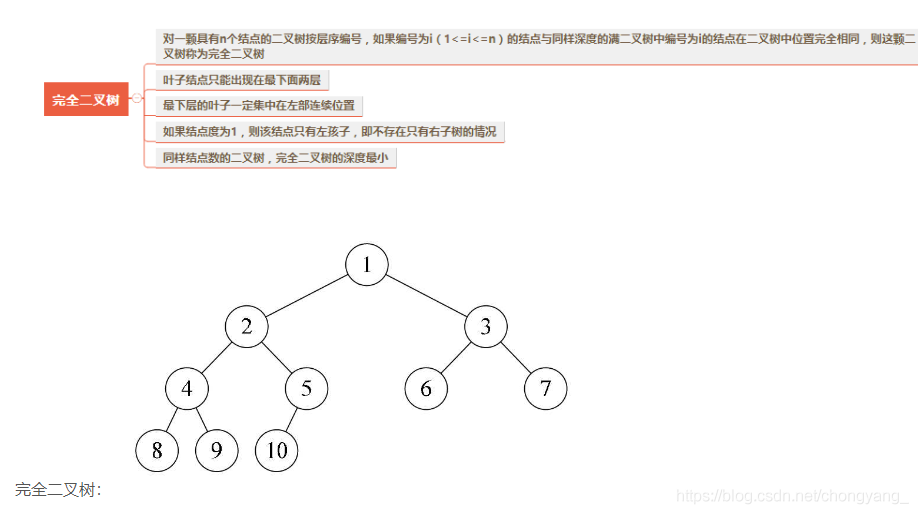 对一颗具有n个结点的二叉树按层序编号，如果编号为i（1<=i<=n）的结点与同样深度的满二叉树中编号为i的结点在二叉树中位置完全相同，则这颗二
叉树称为完全二叉树
完全二叉树
叶子结点只能出现在最下面两层
最下层的叶子一定集中在左部连续位置
如果结点度为1，则该结点只有左孩子，即不存在只有右子树的情况
同样结点数的二叉树，完全二叉树的深度最小
1
2 3
4 5 6 7
8 9 10
完全二叉树：
https://blog.csdn.net/chongyang_